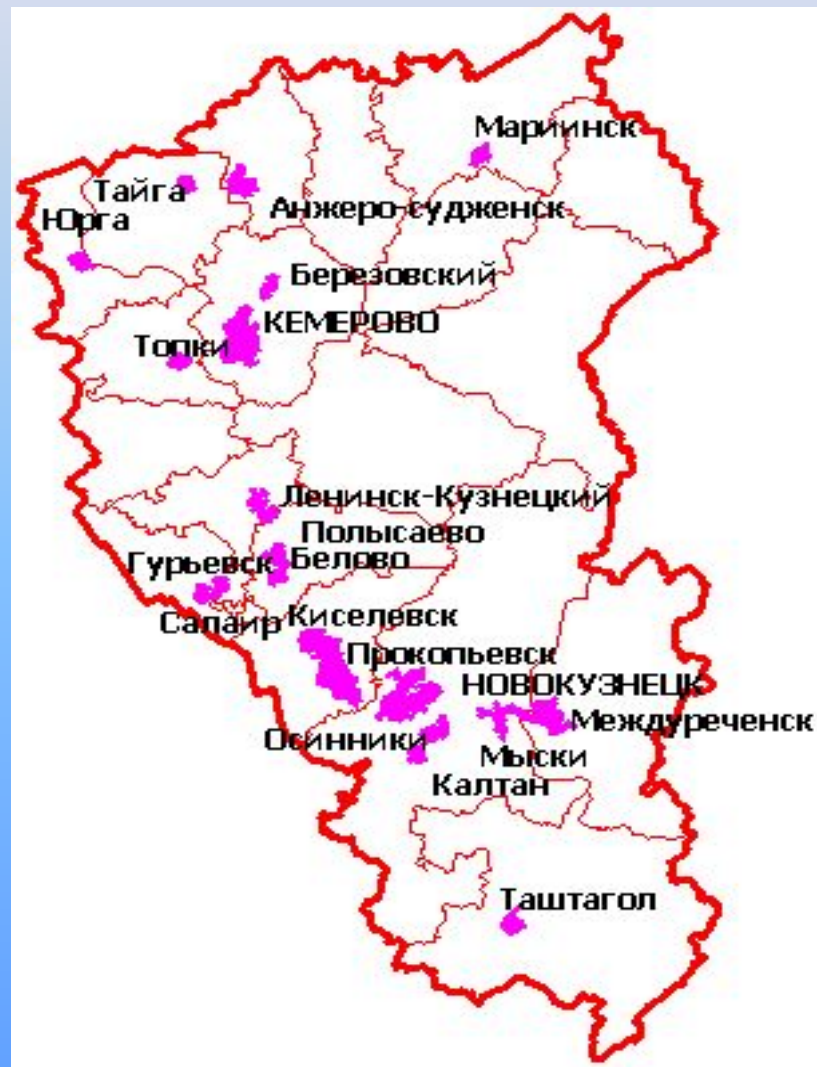 Мариинск
Тайга
Анжеро-судженск
Юрга
Березовский
КЕМЕРОВО
Топки
Ленинск-Кузнецкий
Полысаево
Гурьевск
Белово
Салаир
Киселевск
Прокопьевск
НОВОКУЗНЕЦК
Междуреченск
Осинники
Мыски
Калтан
Таштагол